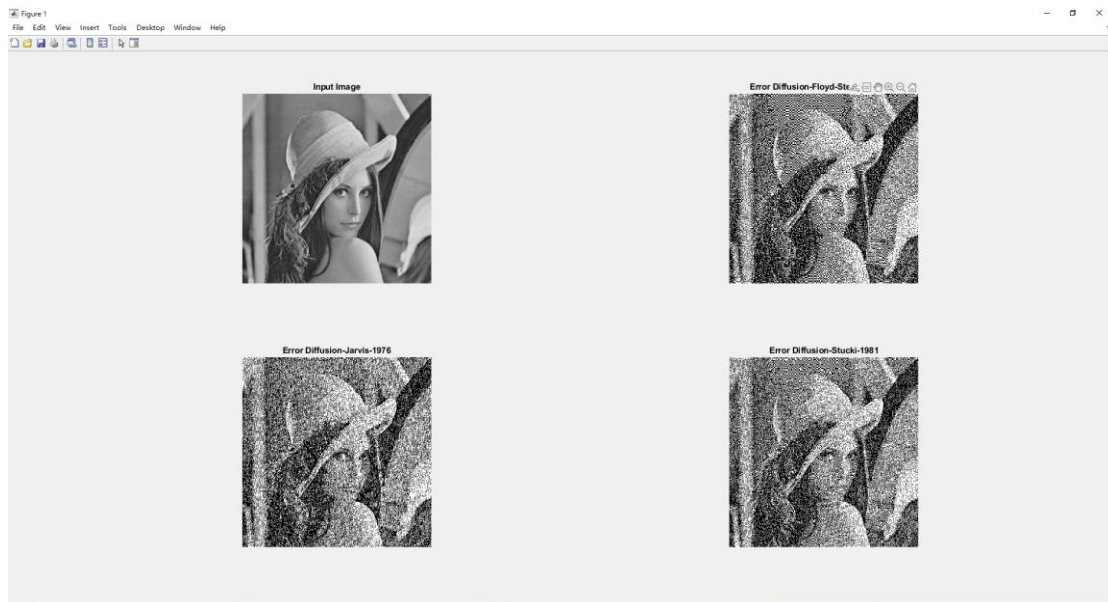 Figure 1
File Edit View Insert Tools Desktop Window Help
Input Image
Error Diffusion-Floyd-Ste
Error Diffusion-Jarvis-1976
Error Diffusion-Stucki-1981